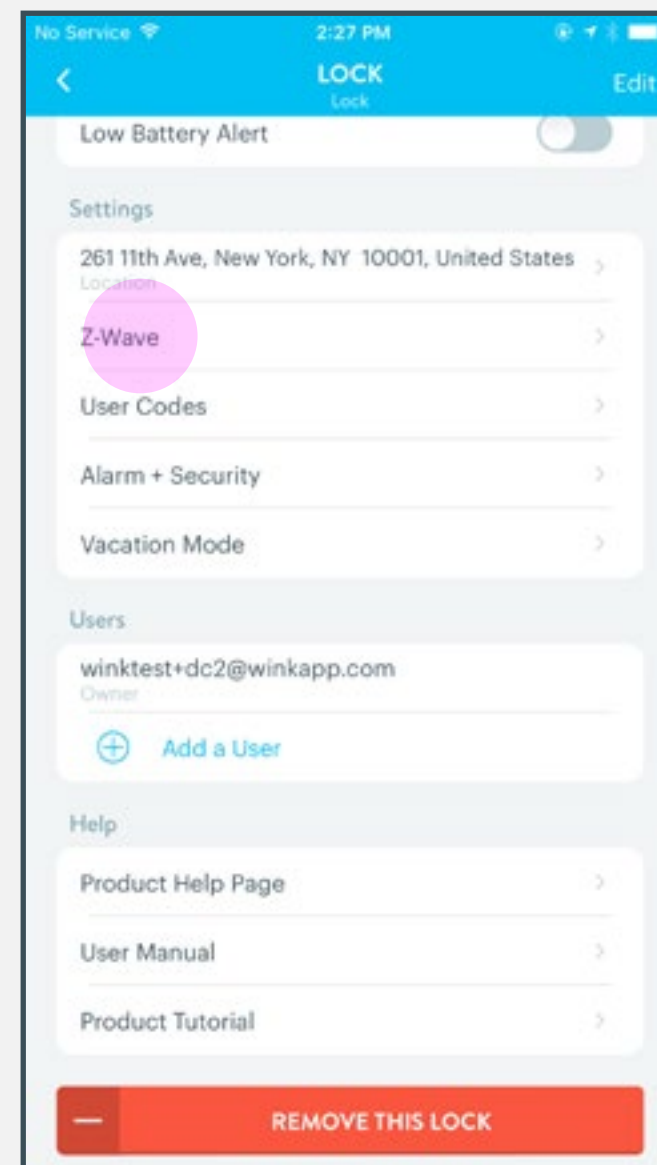 No Service 2:27 PM
LOCK Edit
Lock
Low Battery Alert
Settings
261 11th Ave, New York, NY 10001, United States
Location
Z-Wave
User Codes
Alarm + Security
Vacation Mode
Users
winktest+dc2@winkapp.com
Owner
Add a User
Help
Product Help Page
User Manual
Product Tutorial
REMOVE THIS LOCK